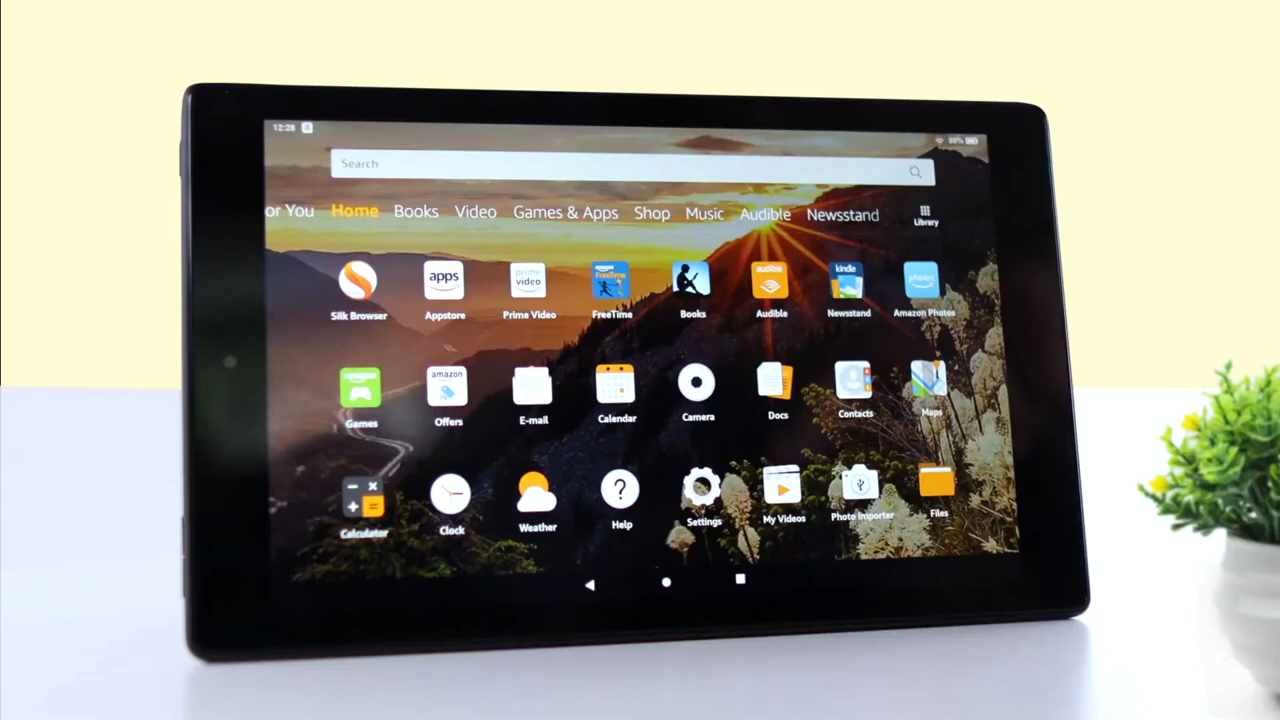 12:28
88%
Search
or You Home Books Video Games & Apps Shop Music Audible Newsstand
Library
apps
prime video
amazon FreeTime
audible
kindle
photos
Silk Browser Appstore Prime Video FreeTime Books Audible Newsstand Amazon Photos
amazon
amazon
Games Offers E-mail Calendar Camera Docs Contacts Maps
Calculator Clock Weather Help Settings My Videos Photo Importer Files